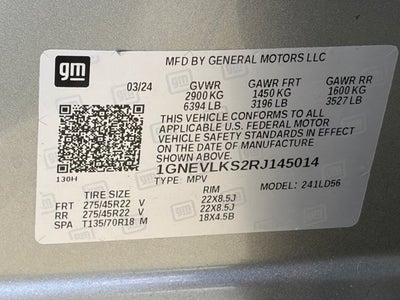 gm
MFD BY GENERAL MOTORS LLC
03/24 GVWR GAWR FRT GAWR RR
2900 KG 1450 KG 1600 KG
6394 LB 3196 LB 3527 LB
THIS VEHICLE CONFORMS TO ALL
APPLICABLE U.S. FEDERAL MOTOR
VEHICLE SAFETY STANDARDS IN EFFECT
ON THE DATE OF MANUFACTURE
SHOWN ABOVE.
1GNEVLKS2RJ145014
130H TYPE: MPV MODEL: 241LD56
TIRE SIZE RIM
FRT 275/45R22 V 22X8.5J
RR 275/45R22 V 22X8.5J
SPA T135/70R18 M 18X4.5B